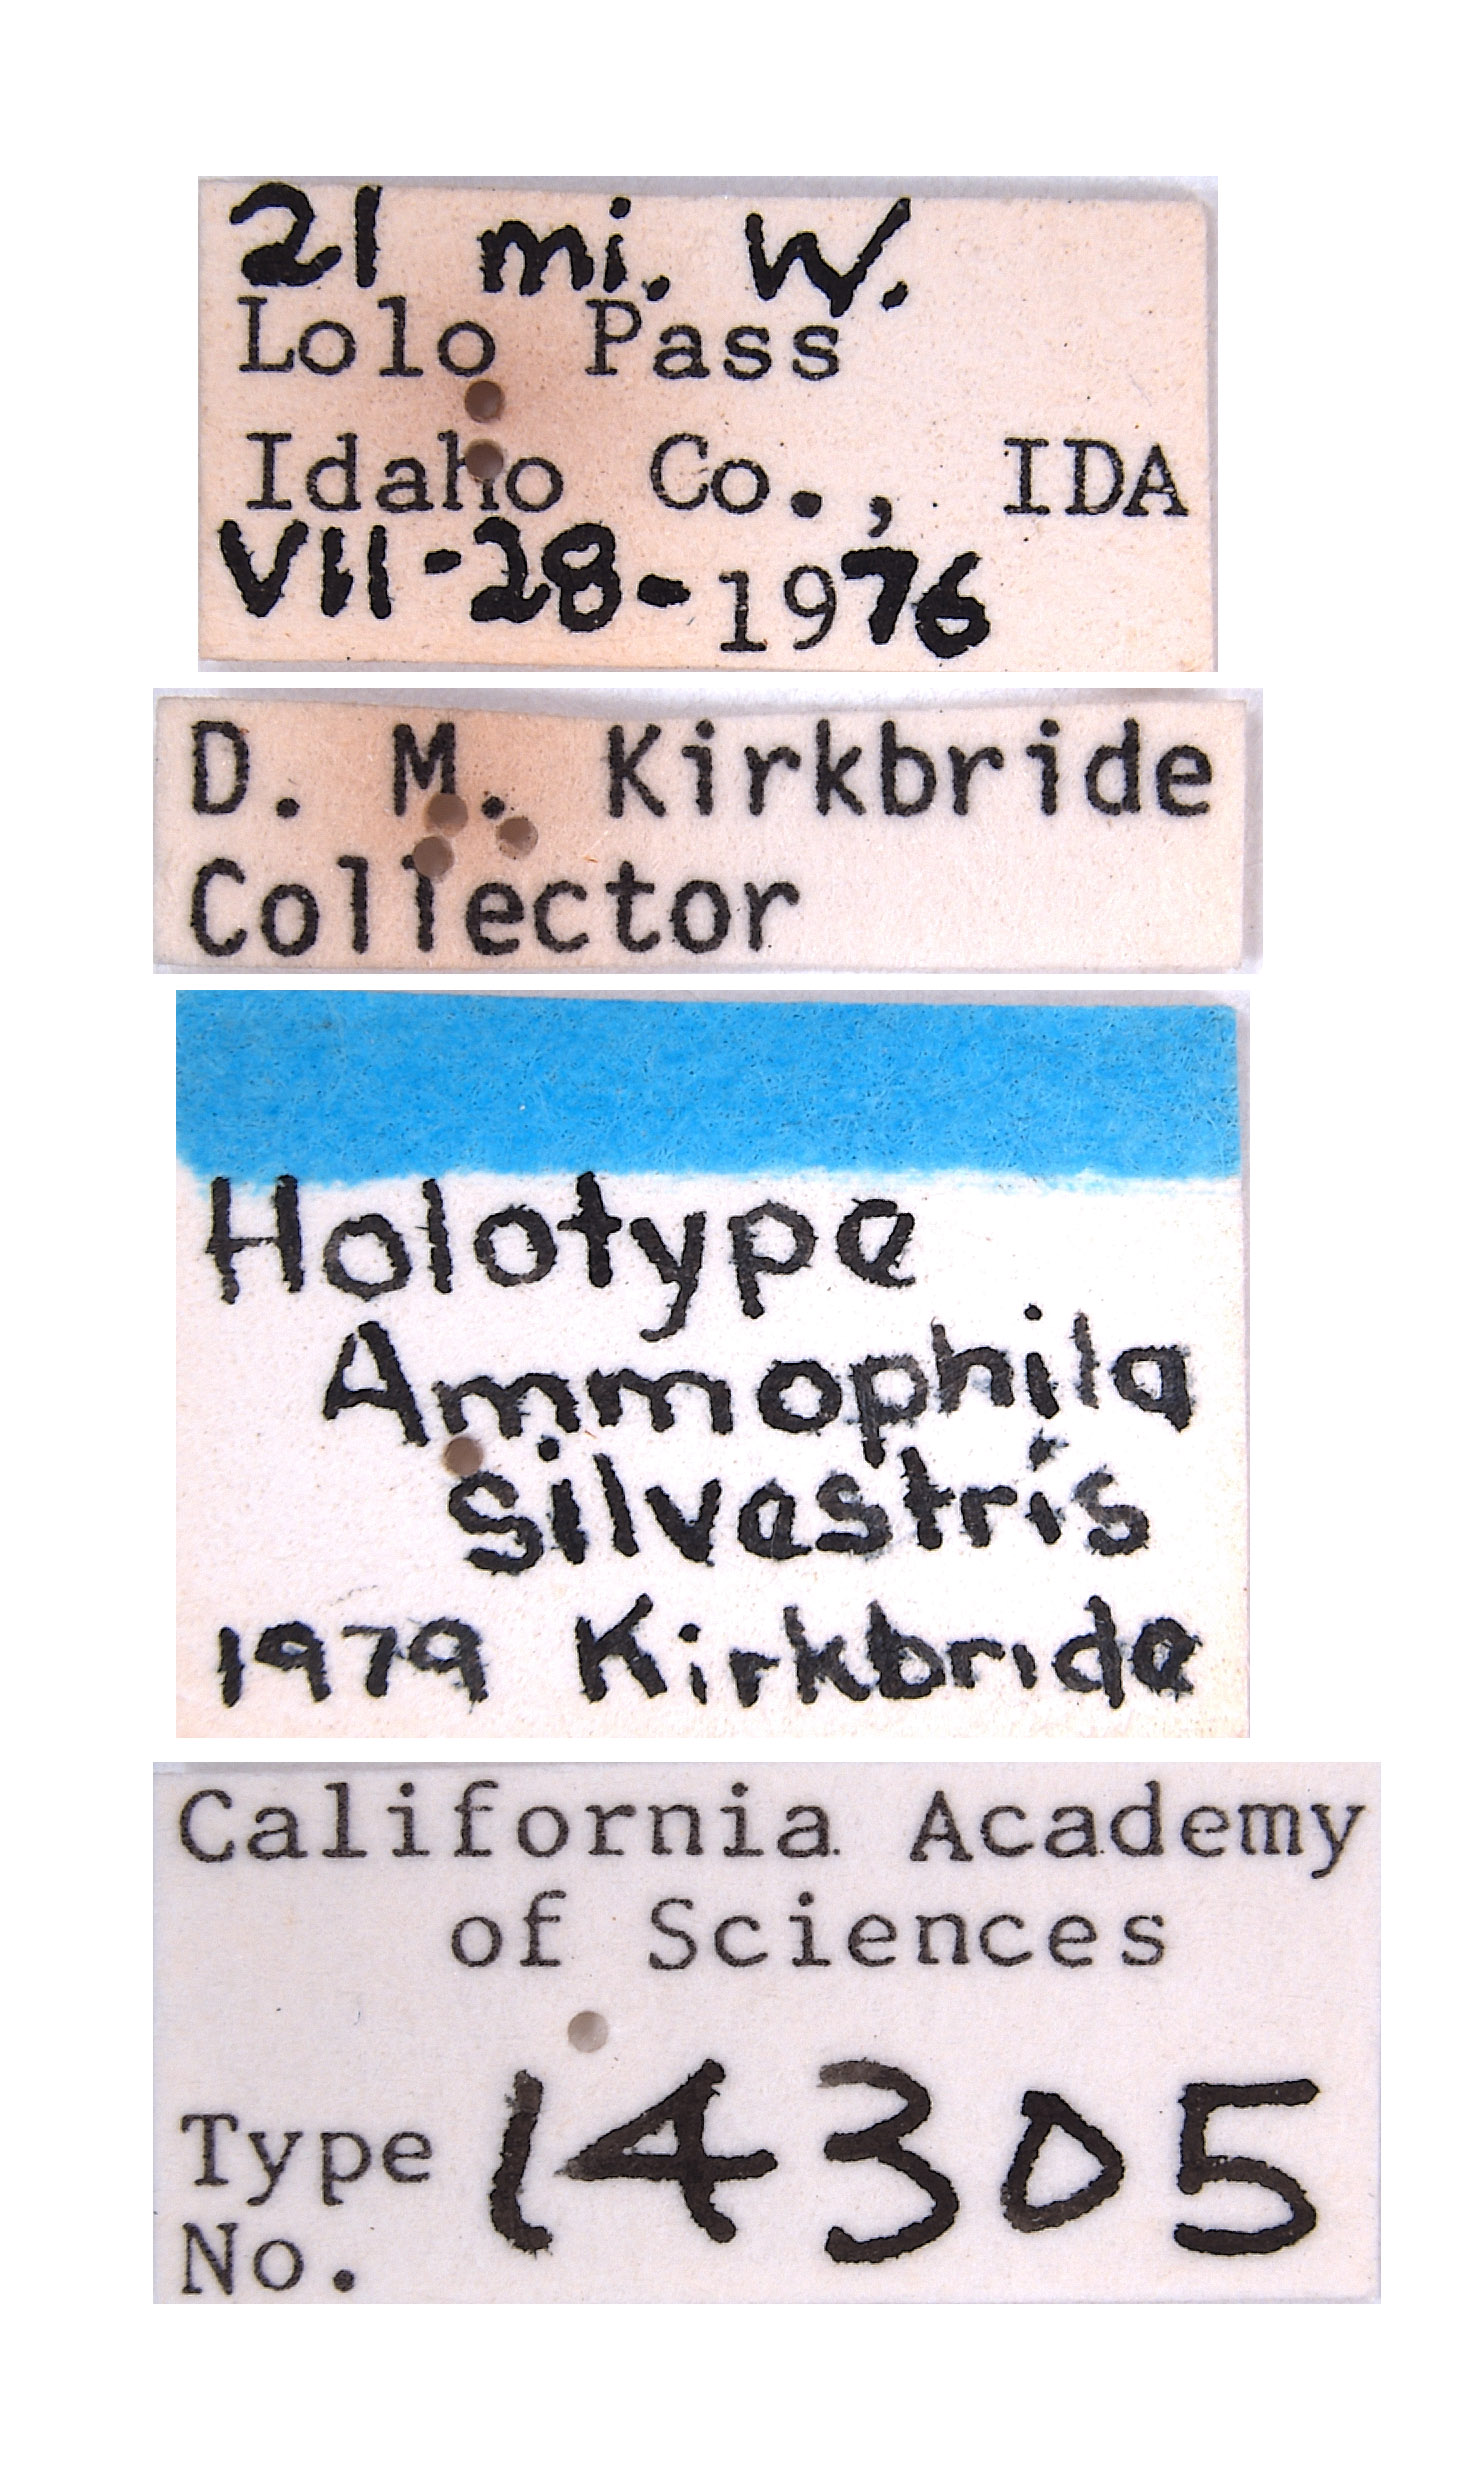 21 mi. W.
Lolo Pass
Idaho Co., IDA
VII-28-1976
D. M. Kirkbride
Collector
Holotype
Ammophila
silvestris
1979 Kirkbride
California Academy
of Sciences
Type
No. 14305